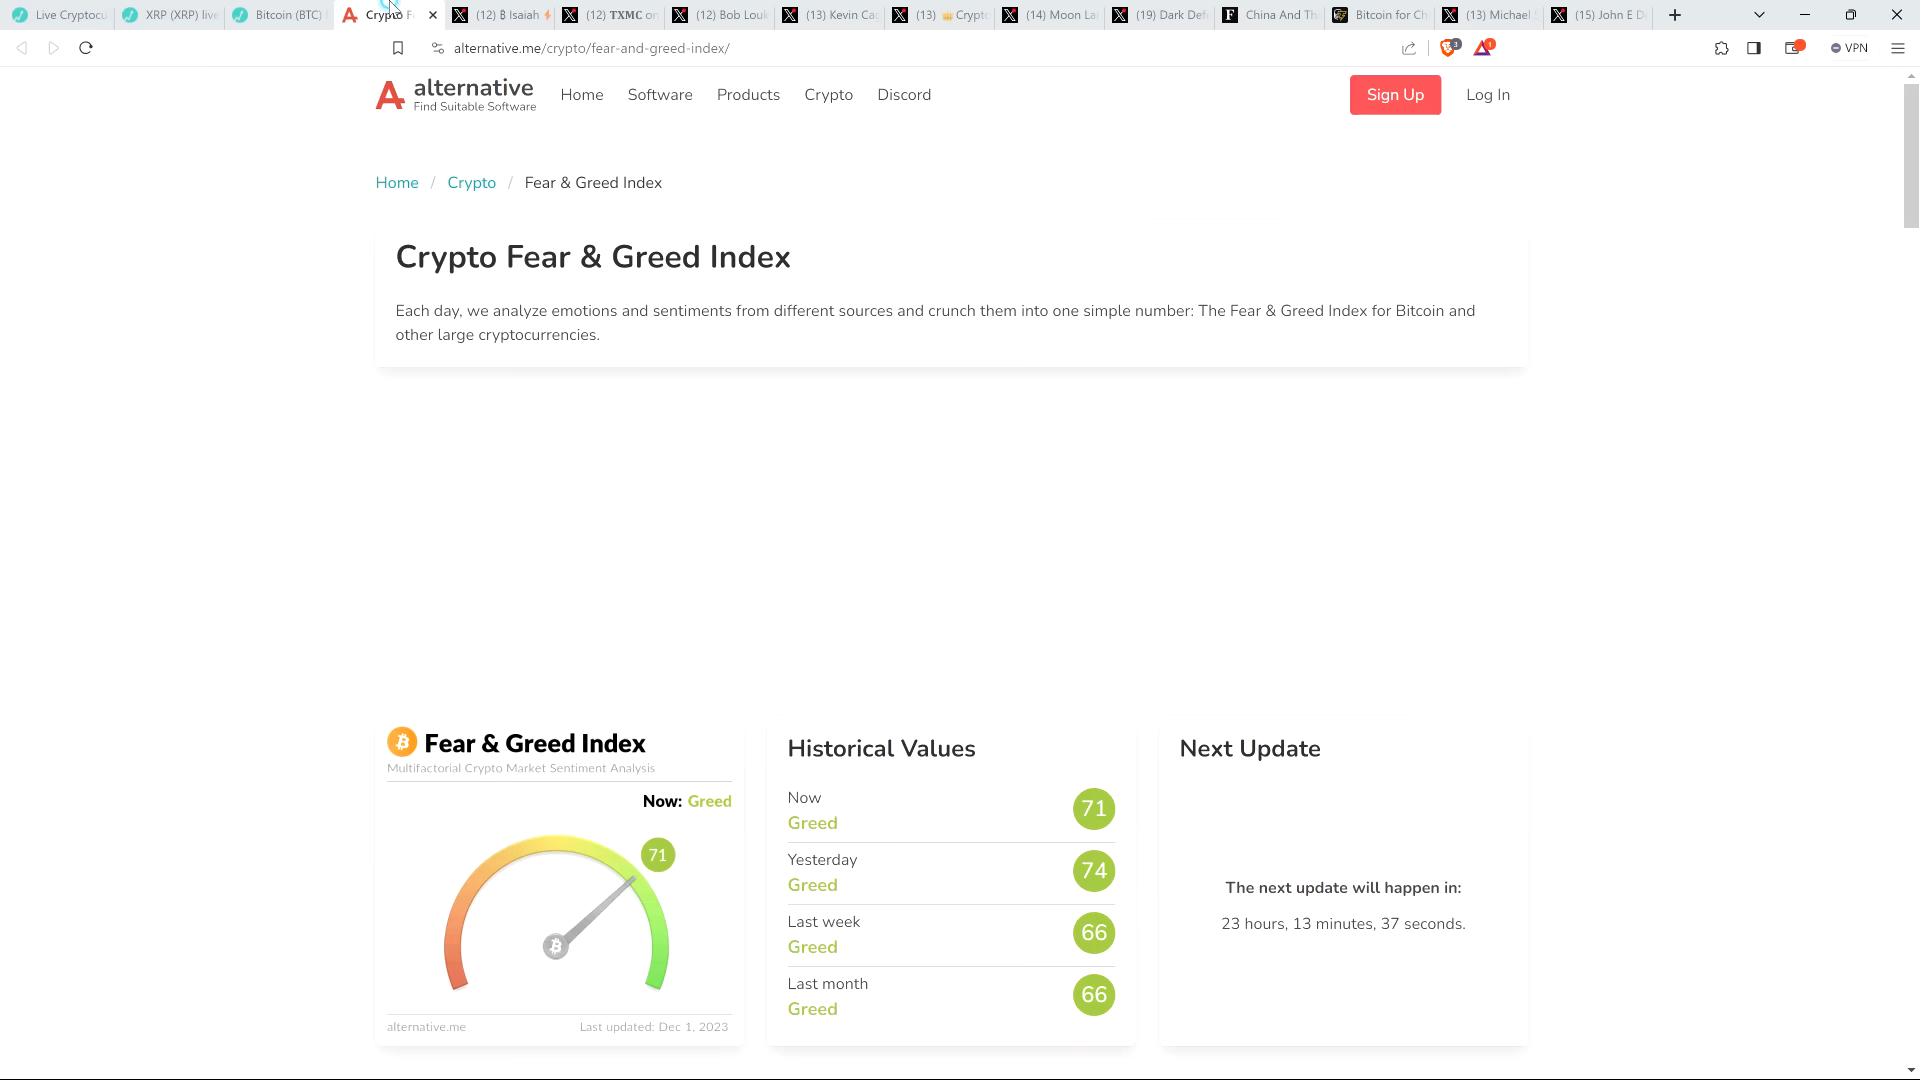 Live Cryptocu
XRP (XRP) live
Bitcoin (BTC)
Crypto F
(12) ₿ Isaiah⚡
(12) 𝐓𝐗𝐌𝐂 on
(12) Bob Louk
(13) Kevin Cag
(13) 👑Crypto
(14) Moon La
(19) Dark Def
China And Th
Bitcoin for Ch
(13) Michael
(15) John E D
alternative.me/crypto/fear-and-greed-index/
3
1
VPN
alternative
Find Suitable Software
Home
Software
Products
Crypto
Discord
Sign Up
Log In
Home / Crypto / Fear & Greed Index
Crypto Fear & Greed Index
Each day, we analyze emotions and sentiments from different sources and crunch them into one simple number: The Fear & Greed Index for Bitcoin and
other large cryptocurrencies.
Fear & Greed Index
Multifactorial Crypto Market Sentiment Analysis
Now: Greed
71
alternative.me
Last updated: Dec 1, 2023
Historical Values
Now
Greed
71
Yesterday
Greed
74
Last week
Greed
66
Last month
Greed
66
Next Update
The next update will happen in:
23 hours, 13 minutes, 37 seconds.